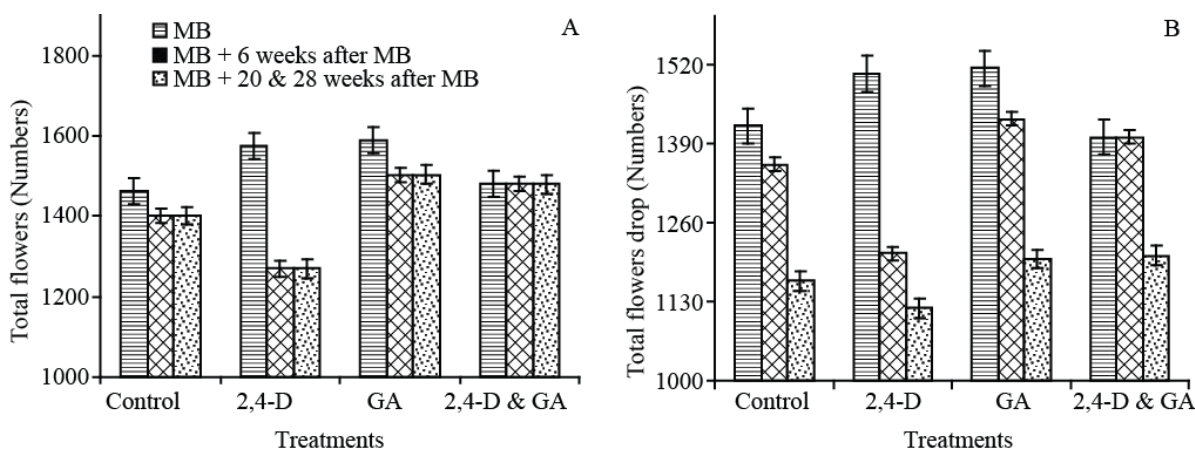 A
MB
MB + 6 weeks after MB
MB + 20 & 28 weeks after MB
Total flowers (Numbers)
1800
1600
1400
1200
1000
Control
2,4-D
GA
2,4-D & GA
Treatments
B
Total flowers drop (Numbers)
1520
1390
1260
1130
1000
Control
2,4-D
GA
2,4-D & GA
Treatments